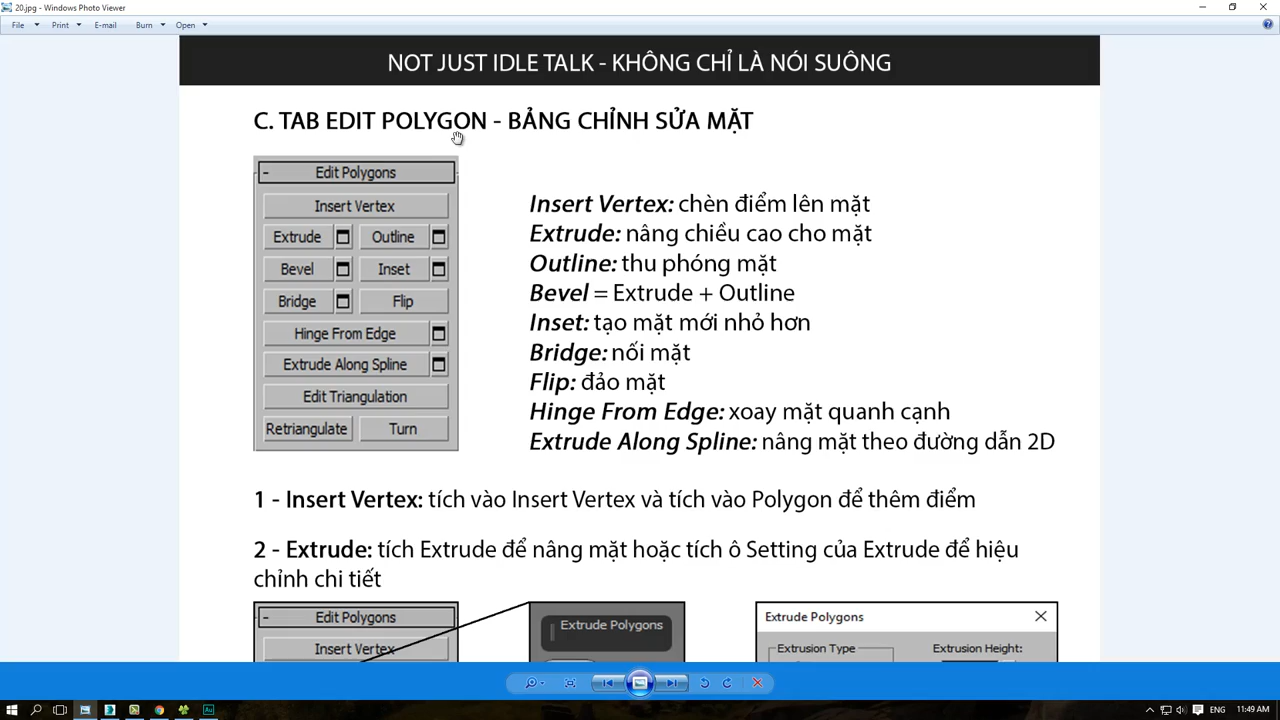 20.jpg - Windows Photo Viewer
File Print E-mail Burn Open
NOT JUST IDLE TALK - KHÔNG CHỈ LÀ NÓI SUÔNG
C. TAB EDIT POLYGON - BẢNG CHỈNH SỬA MẶT
- Edit Polygons
Insert Vertex
Extrude Outline
Bevel Inset
Bridge Flip
Hinge From Edge
Extrude Along Spline
Edit Triangulation
Retriangulate Turn
Insert Vertex: chèn điểm lên mặt
Extrude: nâng chiều cao cho mặt
Outline: thu phóng mặt
Bevel = Extrude + Outline
Inset: tạo mặt mới nhỏ hơn
Bridge: nối mặt
Flip: đảo mặt
Hinge From Edge: xoay mặt quanh cạnh
Extrude Along Spline: nâng mặt theo đường dẫn 2D
1 - Insert Vertex: tích vào Insert Vertex và tích vào Polygon để thêm điểm
2 - Extrude: tích Extrude để nâng mặt hoặc tích ô Setting của Extrude để hiệu
chỉnh chi tiết
- Edit Polygons
Insert Vertex
Extrude Polygons
Extrude Polygons
Extrusion Type Extrusion Height:
ENG 11:49 AM